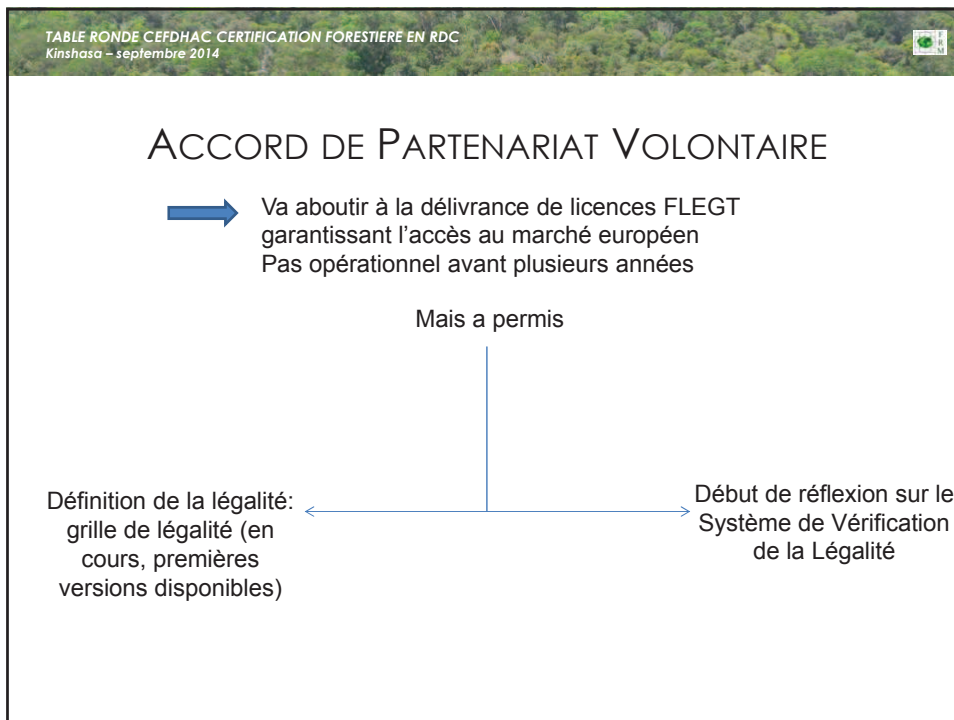 TABLE RONDE CEFDHAC CERTIFICATION FORESTIERE EN RDC
Kinshasa – septembre 2014
F
R
M
ACCORD DE PARTENARIAT VOLONTAIRE
Va aboutir à la délivrance de licences FLEGT
garantissant l'accès au marché européen
Pas opérationnel avant plusieurs années
Mais a permis
Définition de la légalité:
grille de légalité (en
cours, premières
versions disponibles)
Début de réflexion sur le
Système de Vérification
de la Légalité